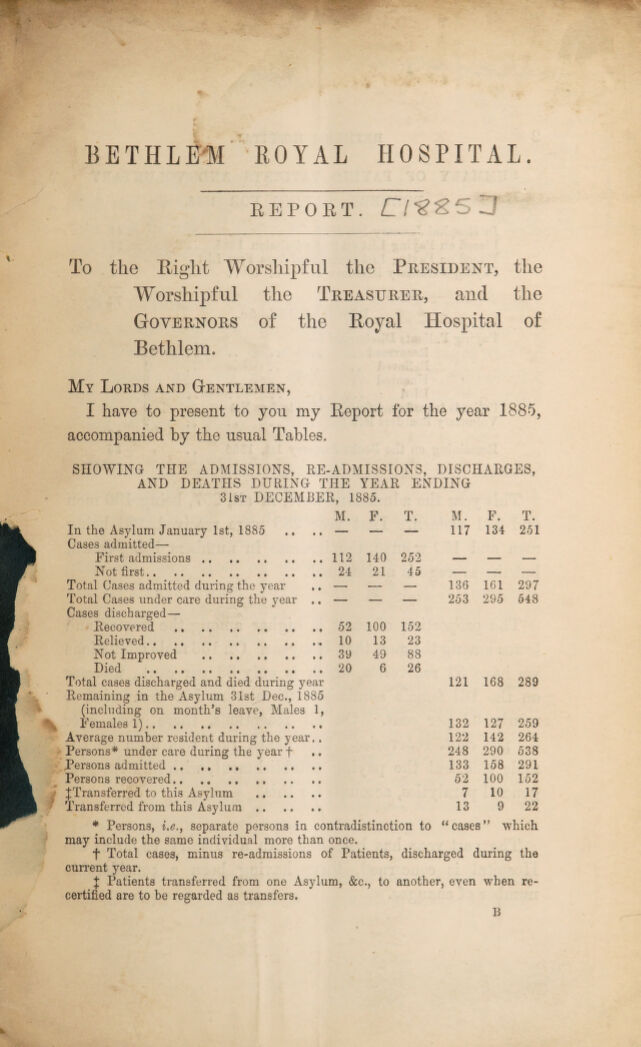 BETHLEM ROYAL HOSPITAL.
REPORT. [1885]
To the Right Worshipful the PRESIDENT, the
Worshipful the TREASURER, and the
GOVERNORS of the Royal Hospital of
Bethlem.
MY LORDS AND GENTLEMEN,
I have to present to you my Report for the year 1885,
accompanied by the usual Tables.
SHOWING THE ADMISSIONS, RE-ADMISSIONS, DISCHARGES,
AND DEATHS DURING THE YEAR ENDING
31ST DECEMBER, 1885.
M. F. T. M. F. T.
In the Asylum January 1st, 1885 .. .. — — — 117 134 251
Cases admitted—
First admissions .. .. .. .. .. 112 140 252 — — —
Not first.. .. .. .. .. .. .. 24 21 45 — — —
Total Cases admitted during the year .. — — — 136 161 297
Total Cases under care during the year .. — — — 253 295 548
Cases discharged—
Recovered .. .. .. .. .. .. 52 100 152
Relieved.. .. .. .. .. .. .. 10 13 23
Not Improved .. .. .. .. .. 39 49 88
Died .. .. .. .. .. .. .. 20 6 26
Total cases discharged and died during year 121 168 289
Remaining in the Asylum 31st Dec., 1885
(including on month's leave, Males 1,
Females 1).. .. .. .. .. .. .. 132 127 259
Average number resident during the year.. 122 142 264
Persons* under care during the year † .. 248 290 538
Persons admitted .. .. .. .. .. .. 133 158 291
Persons recovered.. .. .. .. .. .. 52 100 152
‡Transferred to this Asylum .. .. .. 7 10 17
Transferred from this Asylum .. .. .. 13 9 22
* Persons, i.e., separate persons in contradistinction to "cases" which
may include the same individual more than once.
† Total cases, minus re-admissions of Patients, discharged during the
current year.
‡ Patients transferred from one Asylum, &c., to another, even when re-
certified are to be regarded as transfers.
B